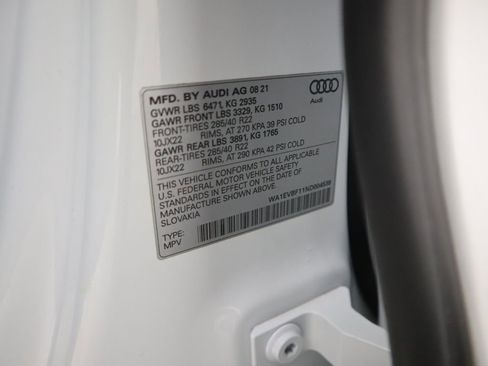 MFD. BY AUDI AG 08 21
GVWR LBS 6471, KG 2935
GAWR FRONT LBS 3329, KG 1510
FRONT-TIRES 285/40 R22
10JX22 RIMS, AT 270 KPA 39 PSI COLD
GAWR REAR LBS 3891, KG 1765
REAR-TIRES 285/40 R22
10JX22 RIMS, AT 290 KPA 42 PSI COLD
THIS VEHICLE CONFORMS TO ALL APPLICABLE
U.S. FEDERAL MOTOR VEHICLE SAFETY
STANDARDS IN EFFECT ON THE DATE OF
MANUFACTURE SHOWN ABOVE.
SLOVAKIA
TYPE:
MPV
Audi